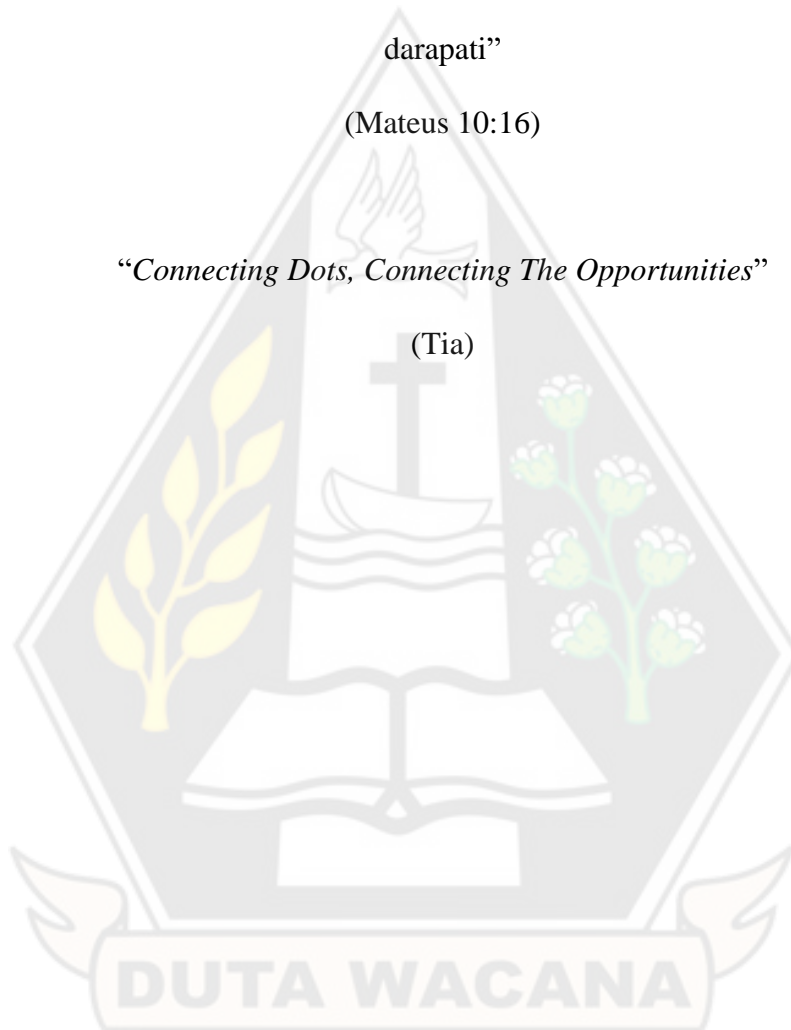 darapati”
(Mateus 10:16)
“Connecting Dots, Connecting The Opportunities”
(Tia)
DUTA WACANA